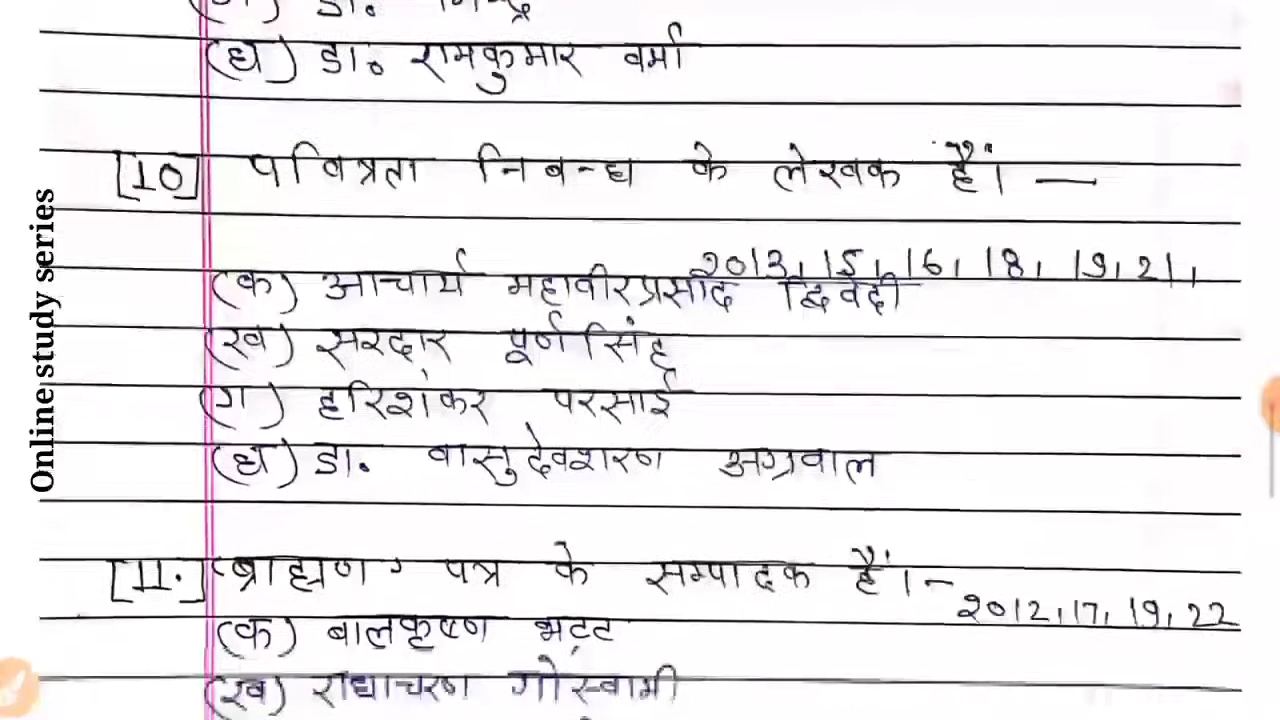 डा.
(घ) डा. रामकुमार वर्मा
[10] पवित्रता निबन्ध के लेखक हैं। —
2013, 15, 16, 18, 19, 21,
(क) आचार्य महावीरप्रसाद द्विवेदी
(ख) सरदार पूर्णसिंह
(ग) हरिशंकर परसाई
(घ) डा. वासुदेवशरण अग्रवाल
[11.] ब्राह्मण पत्र के सम्पादक हैं। -
2012, 17, 19, 22
(क) बालकृष्ण भट्ट
(ख) राधाचरण गोस्वामी
Online study series